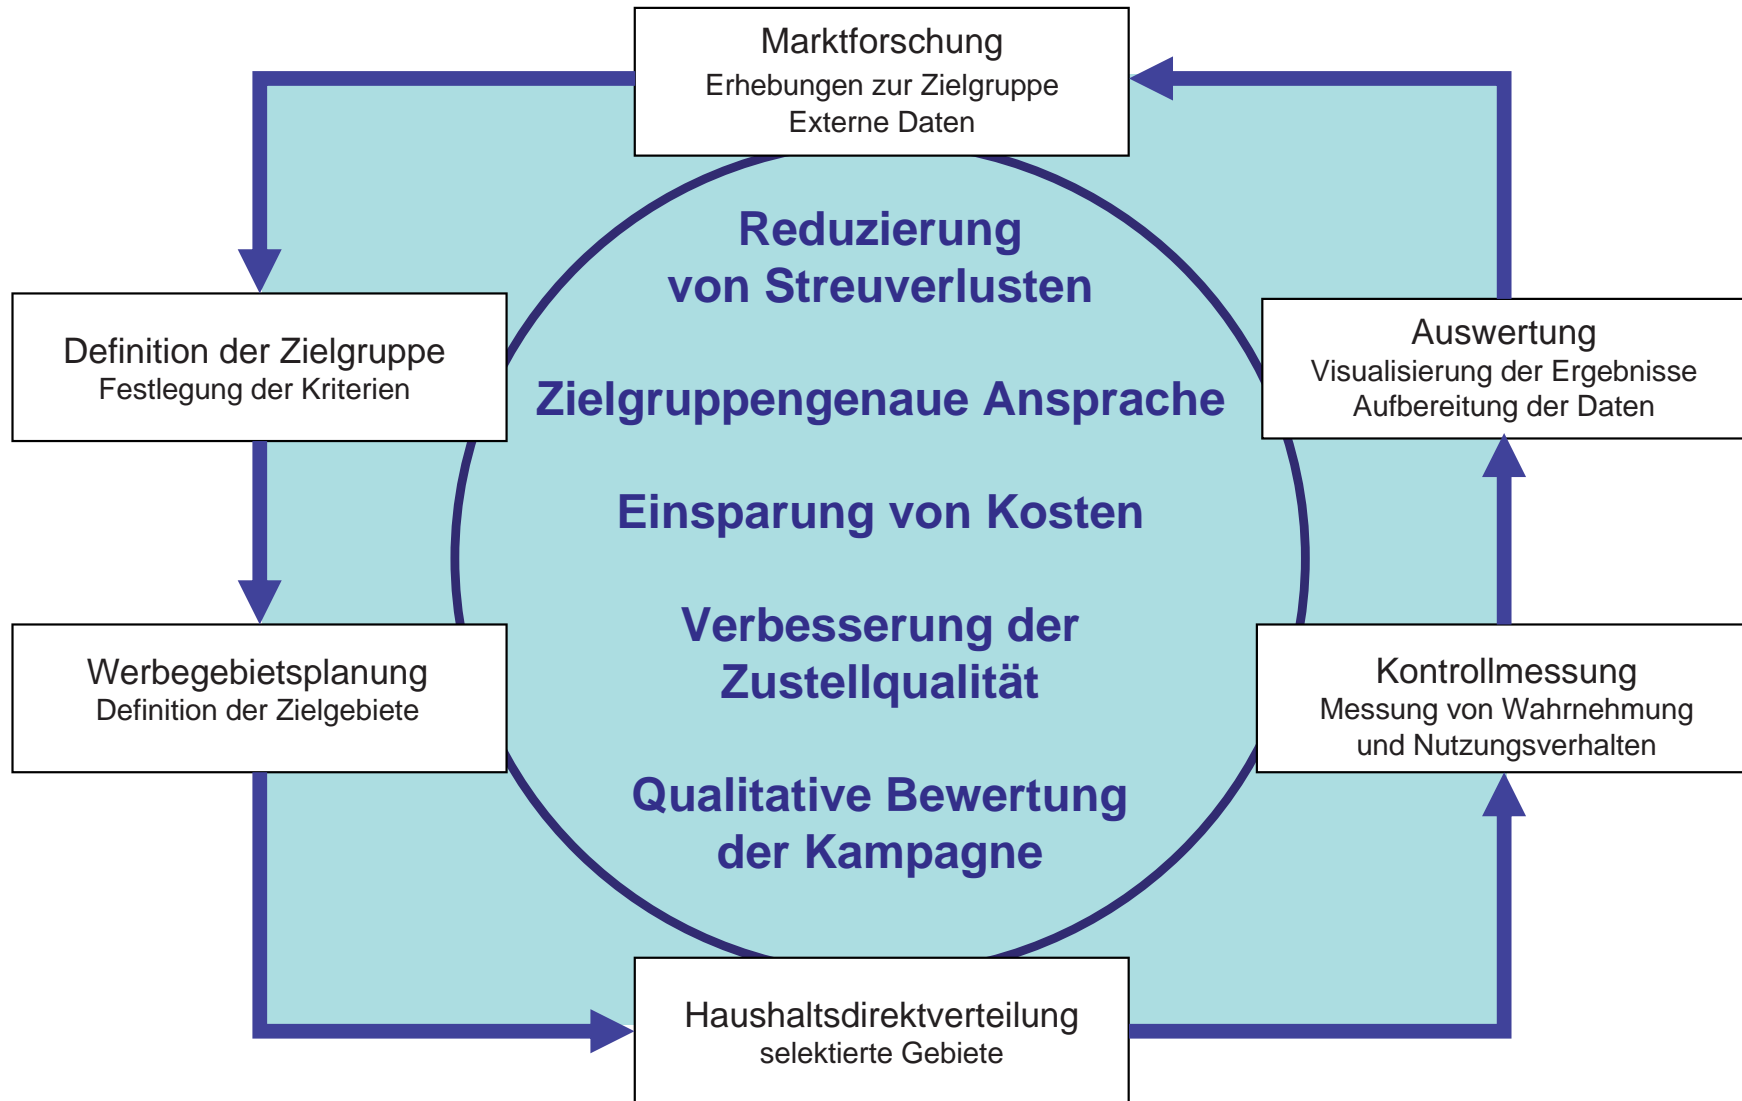 Marktforschung
Erhebungen zur Zielgruppe
Externe Daten
Definition der Zielgruppe
Festlegung der Kriterien
Werbegebietsplanung
Definition der Zielgebiete
Haushaltsdirektverteilung
selektierte Gebiete
Kontrollmessung
Messung von Wahrnehmung
und Nutzungsverhalten
Auswertung
Visualisierung der Ergebnisse
Aufbereitung der Daten
Reduzierung
von Streuverlusten
Zielgruppengenaue Ansprache
Einsparung von Kosten
Verbesserung der
Zustellqualität
Qualitative Bewertung
der Kampagne